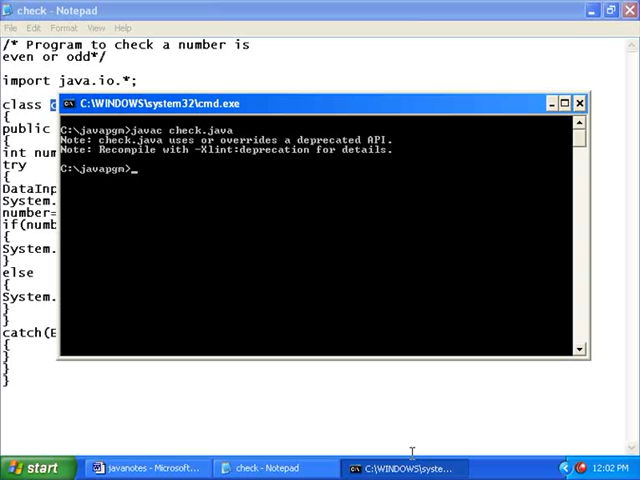 check - Notepad
File Edit Format View Help
/* Program to check a number is
even or odd*/
import java.io.*;
class
{
public
{
int num
try
{
DataInp
System.
number=
if(numb
{
System.
}
else
{
System.
}
}
catch(E
{
}
}
}
C:\WINDOWS\system32\cmd.exe
C:\javapgm>javac check.java
Note: check.java uses or overrides a deprecated API.
Note: Recompile with -Xlint:deprecation for details.
C:\javapgm>_
start
javanotes - Microsoft...
check - Notepad
C:\WINDOWS\syste...
12:02 PM